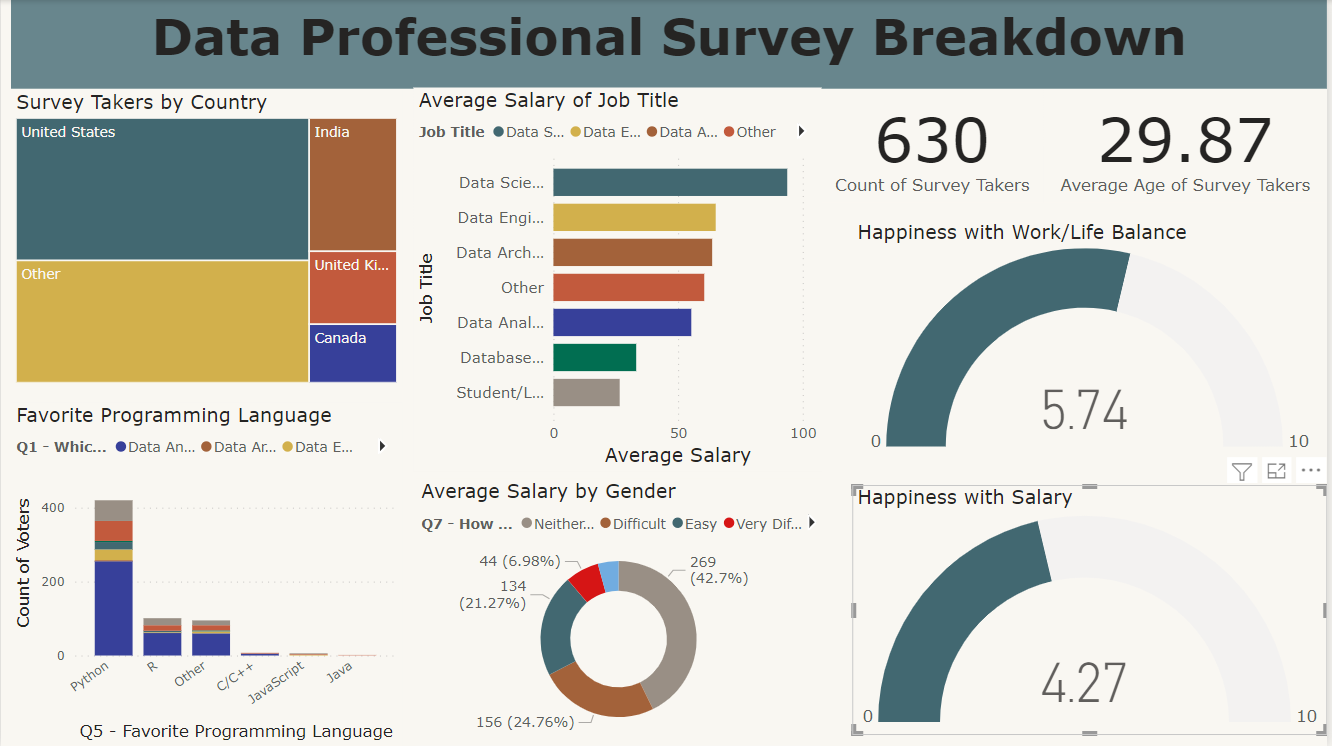 Data Professional Survey Breakdown
Survey Takers by Country
United States
India
Other
United Ki...
Canada
Average Salary of Job Title
Job Title Data S... Data E... Data A... Other
Job Title
Data Scie...
Data Engi...
Data Arch...
Other
Data Anal...
Database...
Student/L...
0 50 100
Average Salary
630
Count of Survey Takers
29.87
Average Age of Survey Takers
Happiness with Work/Life Balance
5.74
0 10
Favorite Programming Language
Q1 - Whic... Data An... Data Ar... Data E...
Count of Voters
400
200
0
Python R Other C/C++ JavaScript Java
Q5 - Favorite Programming Language
Average Salary by Gender
Q7 - How ... Neither... Difficult Easy Very Dif...
44 (6.98%)
269
(42.7%)
134
(21.27%)
156 (24.76%)
Happiness with Salary
4.27
0 10